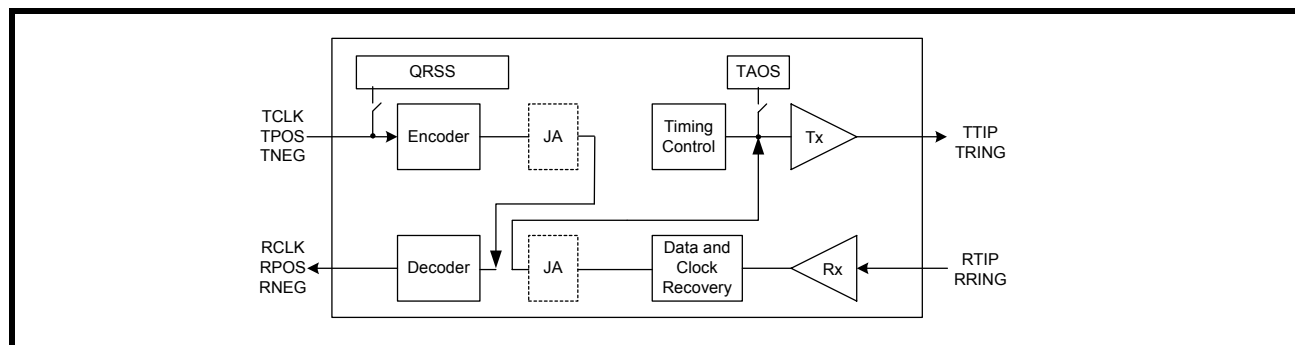 QRSS
TAOS
TCLK
TPOS
TNEG
Encoder
JA
Timing
Control
Tx
TTIP
TRING
RCLK
RPOS
RNEG
Decoder
JA
Data and
Clock
Recovery
Rx
RTIP
RRING